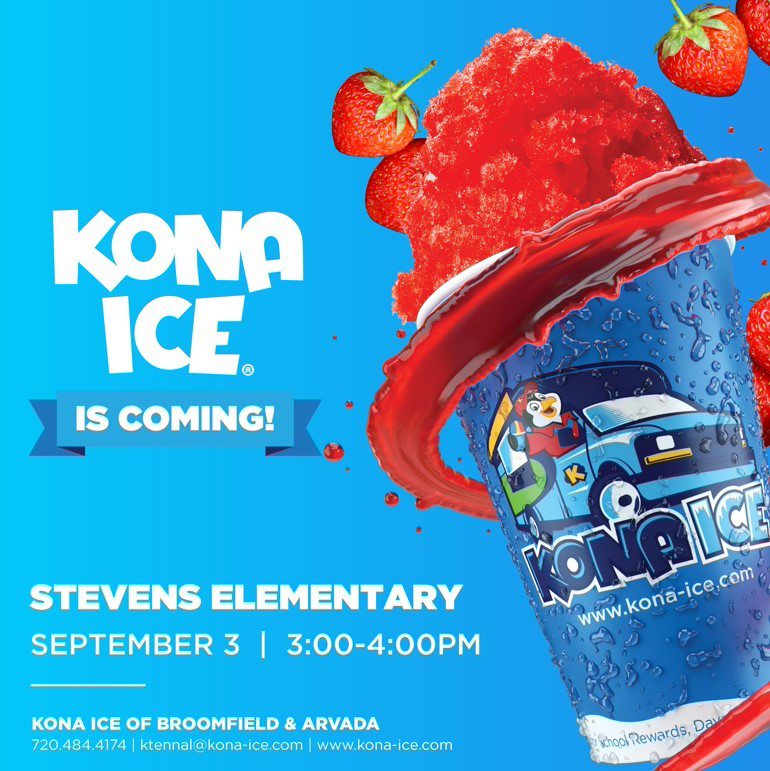 KONA
ICE®
IS COMING!
K
KONA ICE
www.kona-ice.com
School Rewards, Day
STEVENS ELEMENTARY
SEPTEMBER 3 | 3:00-4:00PM
KONA ICE OF BROOMFIELD & ARVADA
720.484.4174 | ktennal@kona-ice.com | www.kona-ice.com